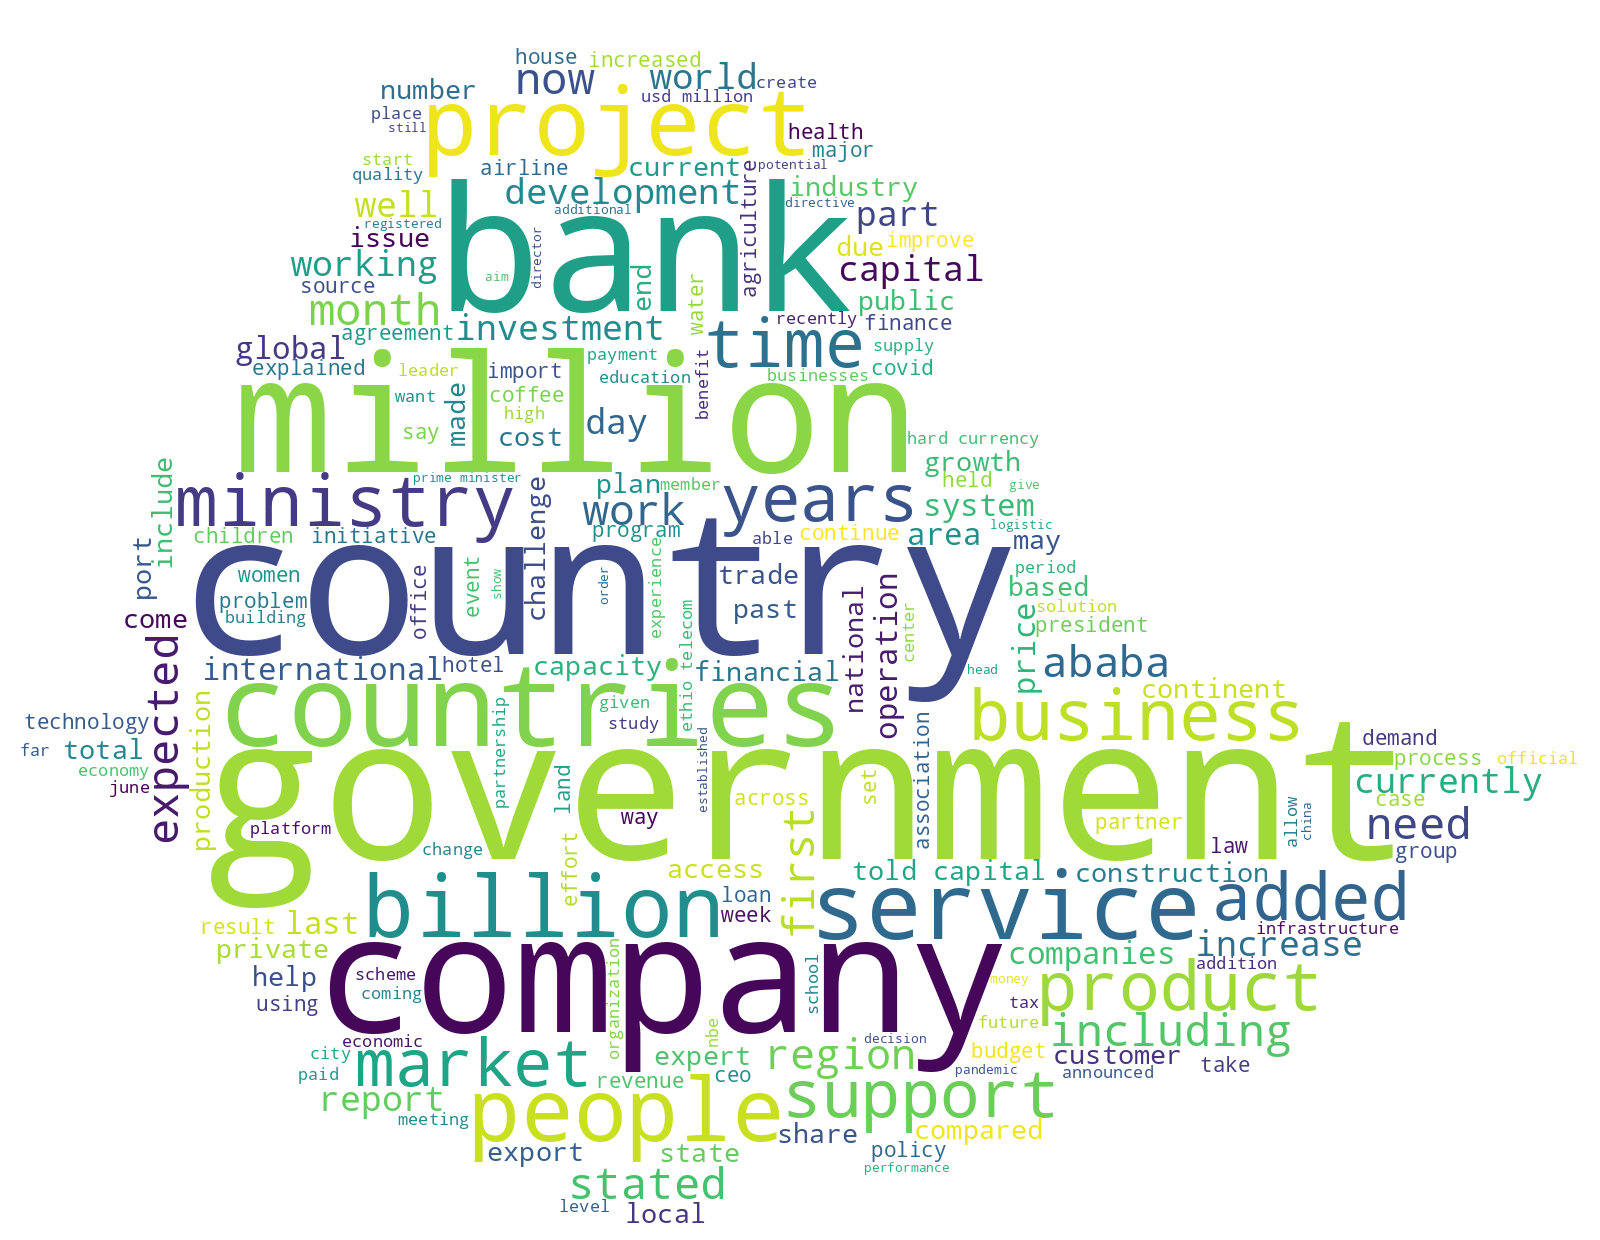 house increased
number now world create
usd million
place project
still health
major
start airline current potential
quality agriculture industry
development directive
well additional part
registered bank
issue director due improve
working aim end capital
source water public
month agreement investment time recently finance
global payment supply
explained leader import education benefit businesses covid
want made coffee
high day
say cost hard currency
million growth
include prime minister plan member held give
ministry challenge work years system
children initiative program continue area logistic
port able may
women office event show order experience trade period
problem country based
building past solution
come national operation center price president
expected international hotel capacity financial head ababa
production countries given ethio telecom continent
technology partnership study association business
far total established demand
economy land across set process official
june government currently
platform way partner allow china case
change effort first law need
access group
told capital construction
billion loan service added
result last week infrastructure
private company companies increase
help scheme organization school money addition
using coming tax product
economic nbe decision future including
city market expert region budget customer take
paid revenue ceo pandemic announced
report people support
meeting share compared
export state policy
performance
stated
level local